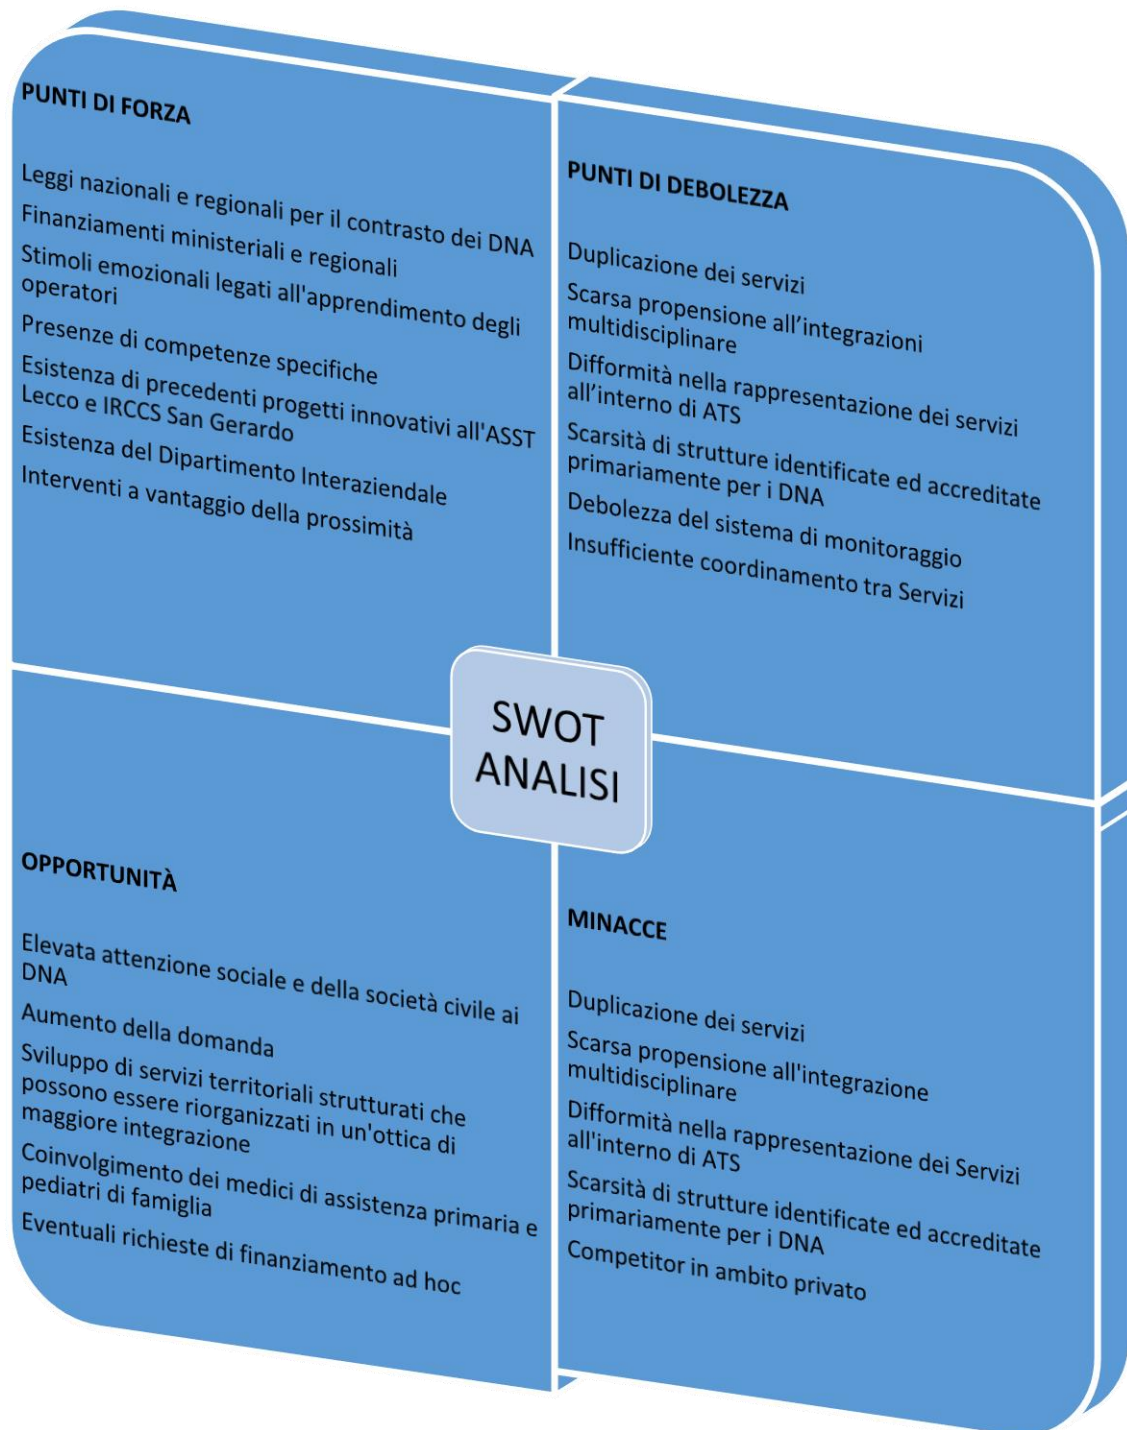 PUNTI DI FORZA
Leggi nazionali e regionali per il contrasto dei DNA
Finanziamenti ministeriali e regionali
Stimoli emozionali legati all'apprendimento degli
operatori
Presenze di competenze specifiche
Esistenza di precedenti progetti innovativi all'ASST
Lecco e IRCCS San Gerardo
Esistenza del Dipartimento Interaziendale
Interventi a vantaggio della prossimità
PUNTI DI DEBOLEZZA
Duplicazione dei servizi
Scarsa propensione all’integrazioni
multidisciplinare
Difformità nella rappresentazione dei servizi
all’interno di ATS
Scarsità di strutture identificate ed accreditate
primariamente per i DNA
Debolezza del sistema di monitoraggio
Insufficiente coordinamento tra Servizi
SWOT
ANALISI
OPPORTUNITÀ
Elevata attenzione sociale e della società civile ai
DNA
Aumento della domanda
Sviluppo di servizi territoriali strutturati che
possono essere riorganizzati in un'ottica di
maggiore integrazione
Coinvolgimento dei medici di assistenza primaria e
pediatri di famiglia
Eventuali richieste di finanziamento ad hoc
MINACCE
Duplicazione dei servizi
Scarsa propensione all'integrazione
multidisciplinare
Difformità nella rappresentazione dei Servizi
all'interno di ATS
Scarsità di strutture identificate ed accreditate
primariamente per i DNA
Competitor in ambito privato